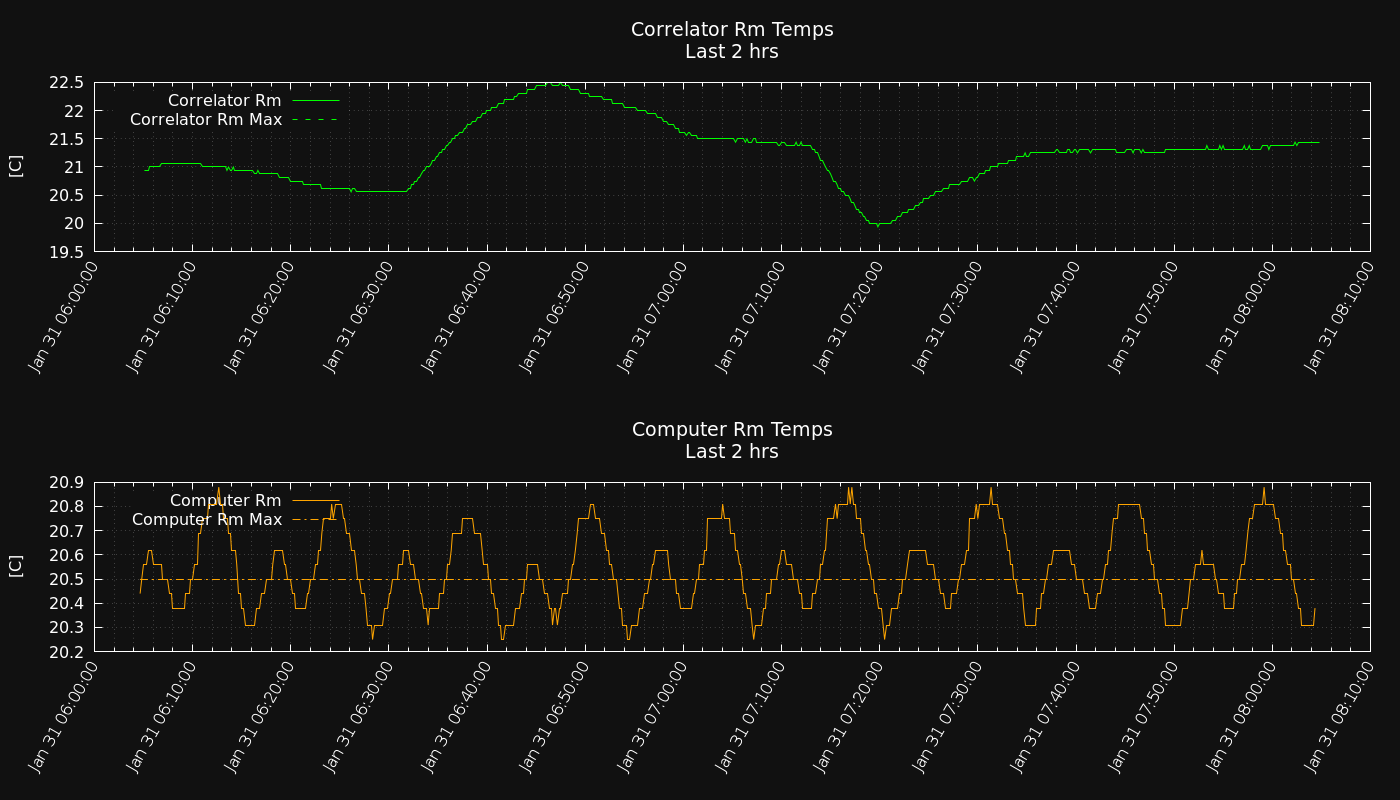 Correlator Rm Temps
Last 2 hrs
22.5
22
21.5
21
20.5
20
19.5
[C]
Correlator Rm
Correlator Rm Max
Jan 31 06:00:00
Jan 31 06:10:00
Jan 31 06:20:00
Jan 31 06:30:00
Jan 31 06:40:00
Jan 31 06:50:00
Jan 31 07:00:00
Jan 31 07:10:00
Jan 31 07:20:00
Jan 31 07:30:00
Jan 31 07:40:00
Jan 31 07:50:00
Jan 31 08:00:00
Jan 31 08:10:00
Computer Rm Temps
Last 2 hrs
20.9
20.8
20.7
20.6
20.5
20.4
20.3
20.2
[C]
Computer Rm
Computer Rm Max
Jan 31 06:00:00
Jan 31 06:10:00
Jan 31 06:20:00
Jan 31 06:30:00
Jan 31 06:40:00
Jan 31 06:50:00
Jan 31 07:00:00
Jan 31 07:10:00
Jan 31 07:20:00
Jan 31 07:30:00
Jan 31 07:40:00
Jan 31 07:50:00
Jan 31 08:00:00
Jan 31 08:10:00